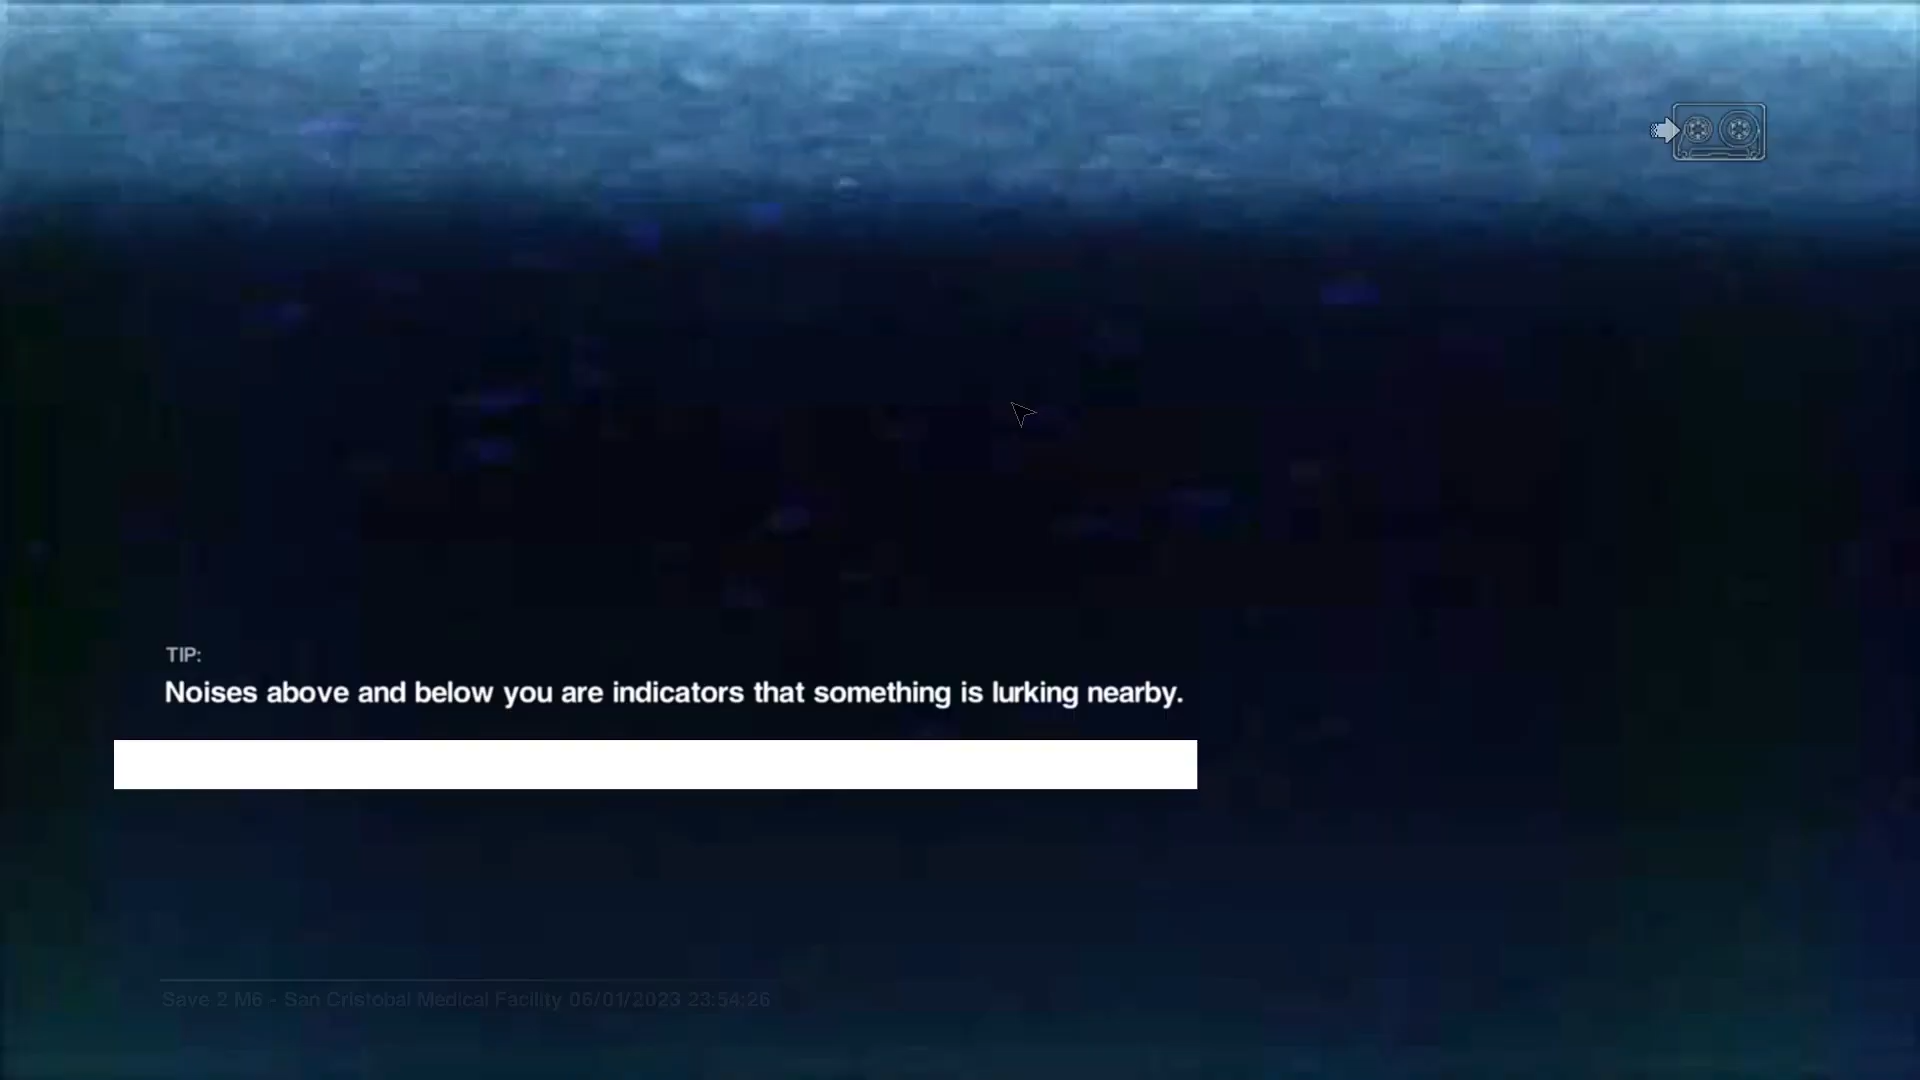 TIP:
Noises above and below you are indicators that something is lurking nearby.
Save 2 M6 - San Cristobal Medical Facility 06/01/2023 23:54:26